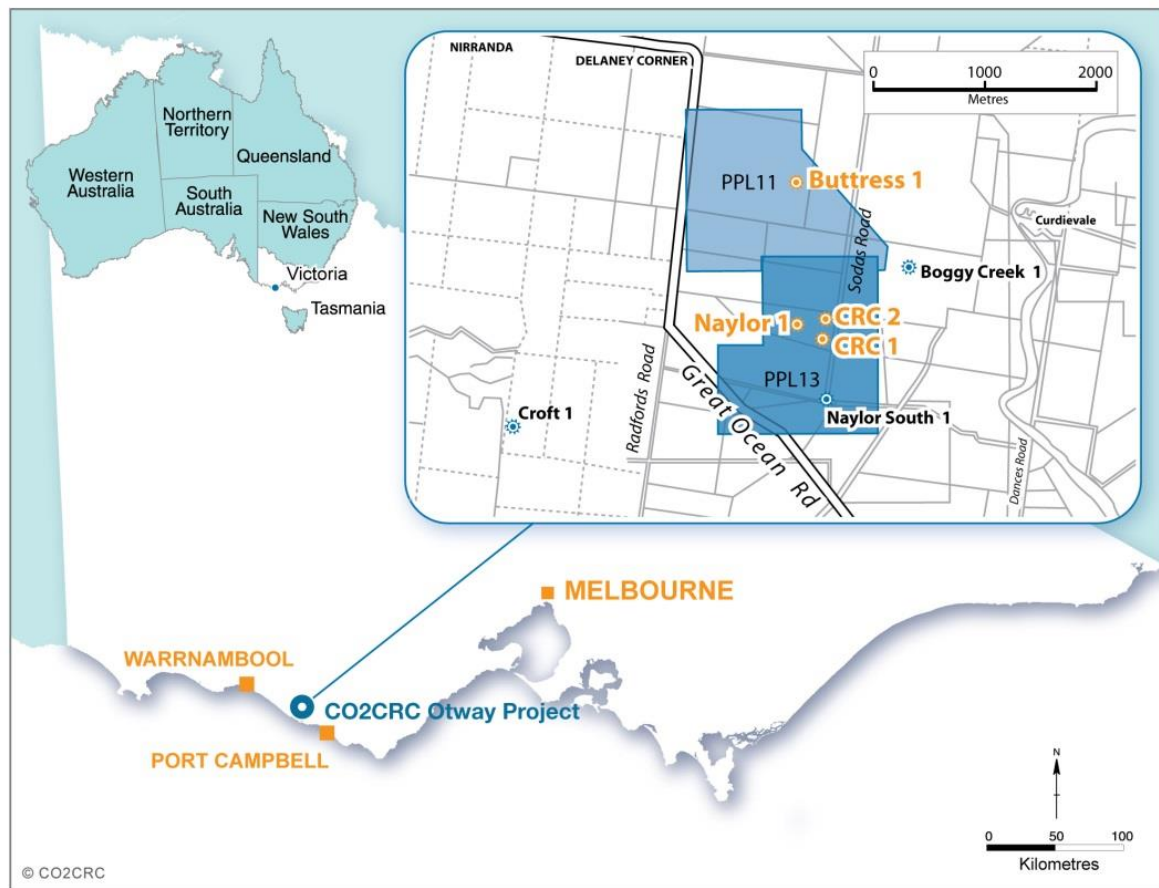 NIRRANDA
DELANEY CORNER
0 1000 2000
Metres
Northern
Territory
Queensland
Western
Australia
South
Australia
New South
Wales
Victoria
Tasmania
PPL11
Buttress 1
Sodas Road
Curdievale
Boggy Creek 1
Naylor 1
CRC 2
CRC 1
PPL13
Radfords Road
Great Ocean Rd
Croft 1
Naylor South 1
Dances Road
MELBOURNE
WARRNAMBOOL
CO2CRC Otway Project
PORT CAMPBELL
N
0 50 100
Kilometres
© CO2CRC